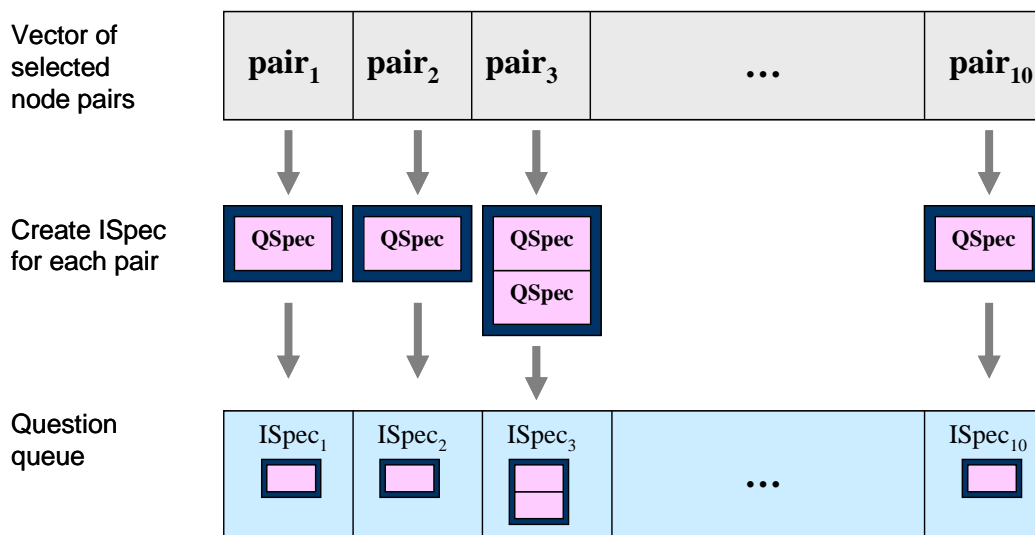 Vector of
selected
node pairs
pair₁ pair₂ pair₃ ... pair₁₀
Create ISpec
for each pair
QSpec QSpec QSpec QSpec
QSpec
Question
queue
ISpec₁ ISpec₂ ISpec₃ ... ISpec₁₀